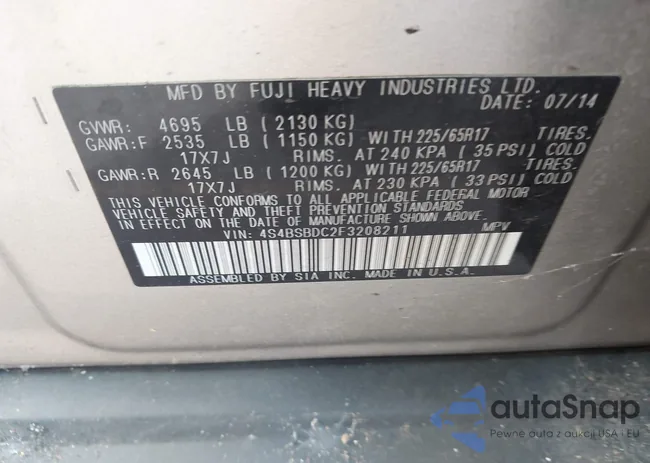 MFD BY FUJI HEAVY INDUSTRIES LTD.
DATE: 07/14
GVWR: 4695 LB ( 2130 KG)
GAWR:F 2535 LB ( 1150 KG) WITH 225/65R17 TIRES.
17X7J RIMS. AT 240 KPA ( 35 PSI) COLD
GAWR:R 2645 LB ( 1200 KG) WITH 225/65R17 TIRES.
17X7J RIMS. AT 230 KPA ( 33 PSI) COLD
THIS VEHICLE CONFORMS TO ALL APPLICABLE FEDERAL MOTOR
VEHICLE SAFETY AND THEFT PREVENTION STANDARDS
IN EFFECT ON THE DATE OF MANUFACTURE SHOWN ABOVE.
VIN: 4S4BSBDC2F3208211 MPV
ASSEMBLED BY SIA INC. MADE IN U.S.A.
autoSnap
Pewne auta z aukcji USA i EU